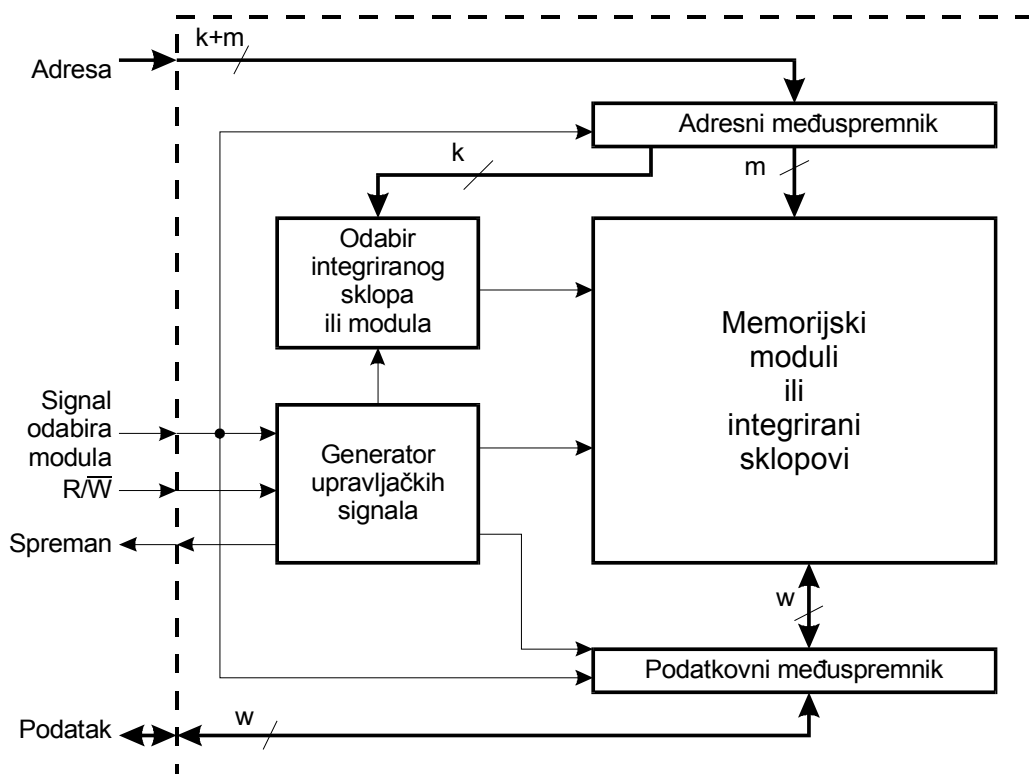 k+m
Adresa
Adresni međuspremnik
k
m
Odabir
integriranog
sklopa
ili modula
Memorijski
moduli
ili
integrirani
sklopovi
Signal
odabira
modula
R/W̅
Generator
upravljačkih
signala
Spreman
w
Podatkovni međuspremnik
w
Podatak